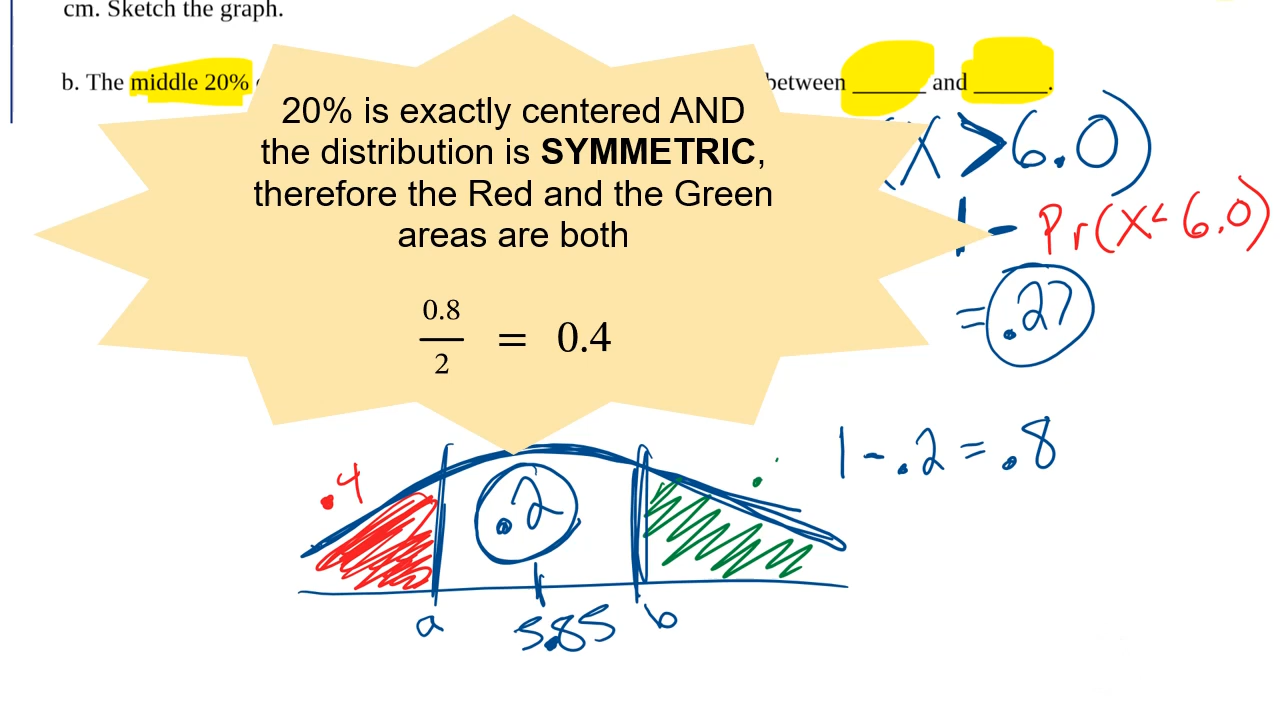 cm. Sketch the graph.
b. The middle 20% between ______ and ______.
20% is exactly centered AND
the distribution is SYMMETRIC,
therefore the Red and the Green
areas are both
0.8
= 0.4
2
(X > 6.0)
1 - Pr(X < 6.0)
= .27
1 - .2 = .8
.4
.2
a 5.85 b